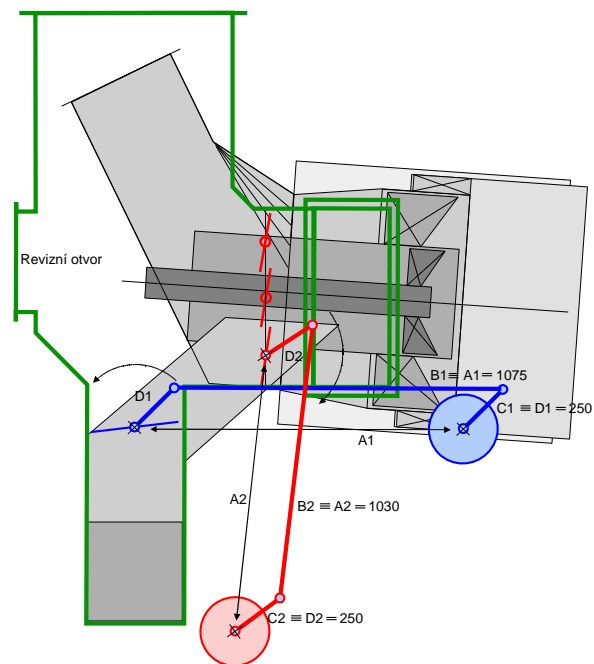 Revizní otvor
D2
D1
B1 ≡ A1 = 1075
C1 ≡ D1 = 250
A1
A2
B2 ≡ A2 = 1030
C2 ≡ D2 = 250